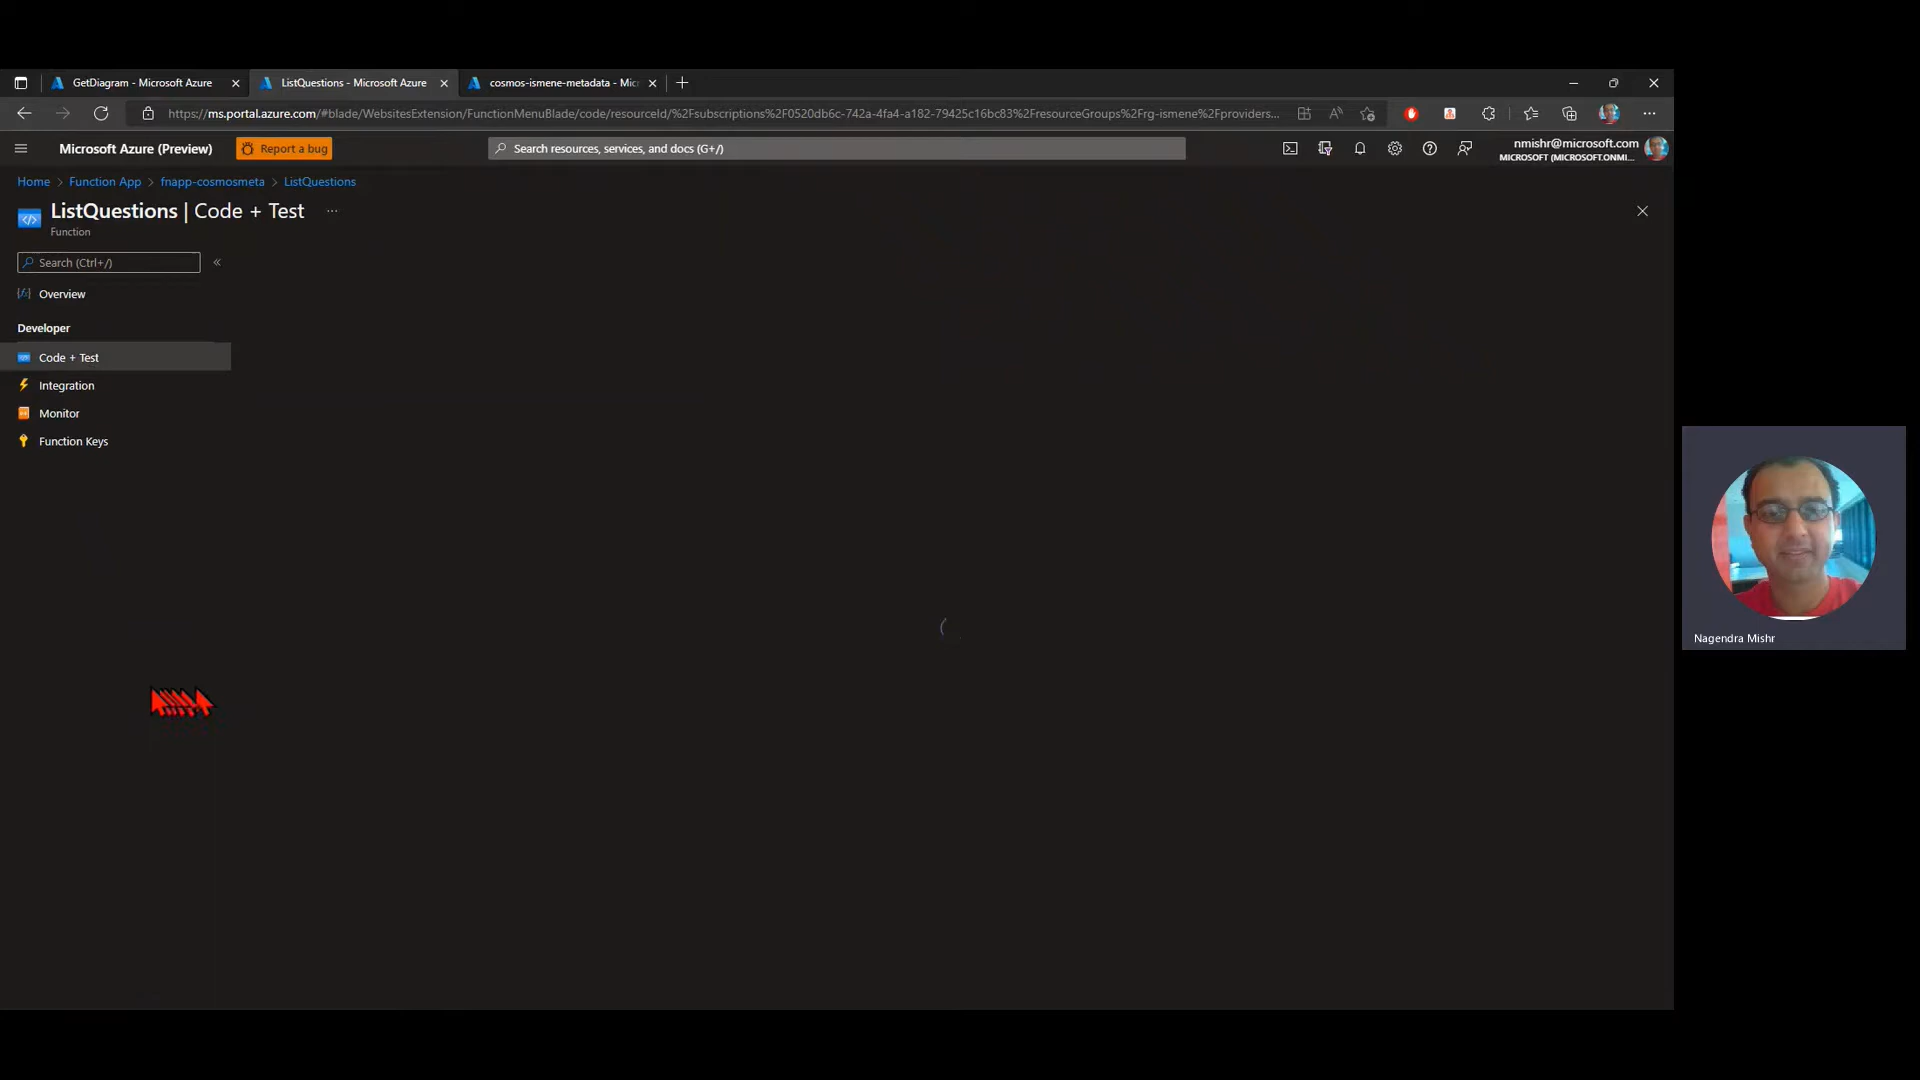 GetDiagram - Microsoft Azure
ListQuestions - Microsoft Azure
cosmos-ismene-metadata - Mic
https://ms.portal.azure.com/#blade/WebsitesExtension/FunctionMenuBlade/code/resourceId/%2Fsubscriptions%2F0520db6c-742a-4fa4-a182-79425c16bc83%2FresourceGroups%2Frg-ismene%2Fproviders...
Microsoft Azure (Preview)
Report a bug
Search resources, services, and docs (G+/)
nmishr@microsoft.com
MICROSOFT (MICROSOFT.ONMI...
Home > Function App > fnapp-cosmosmeta > ListQuestions
ListQuestions | Code + Test ...
Function
Search (Ctrl+/)
Overview
Developer
Code + Test
Integration
Monitor
Function Keys
Nagendra Mishr